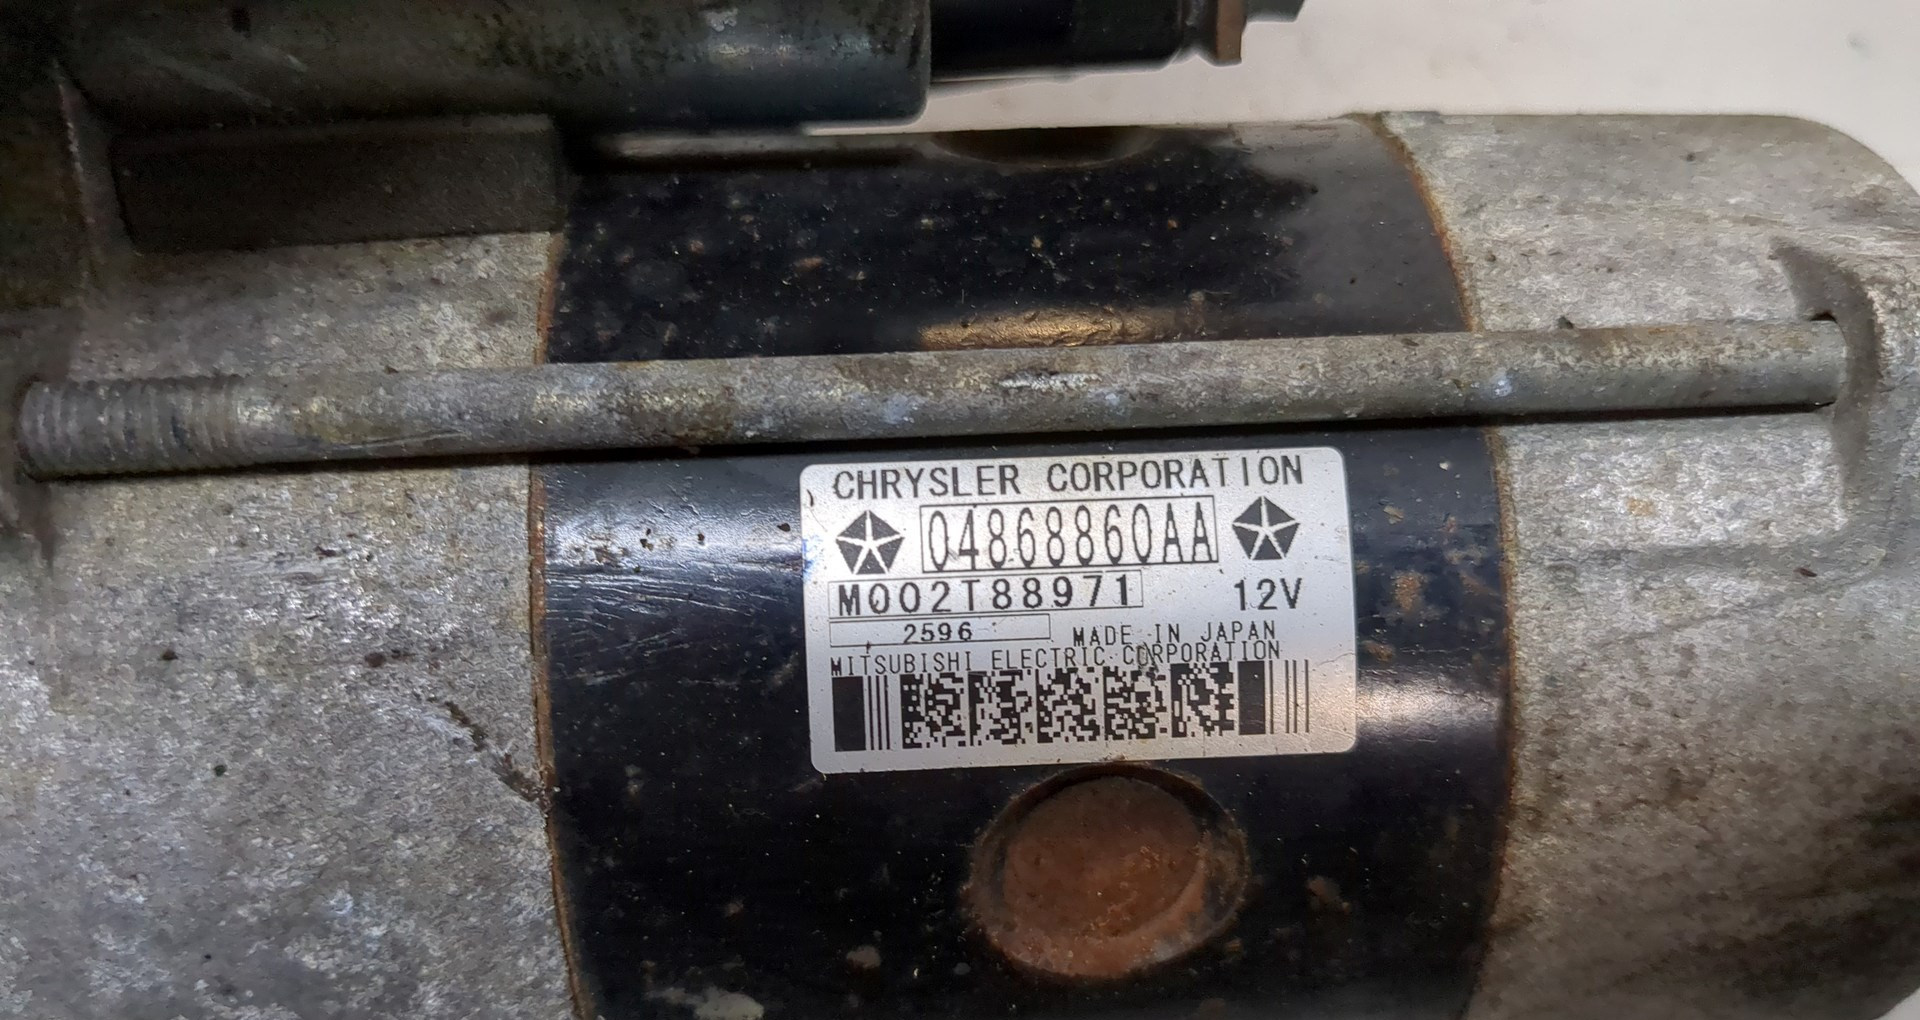 CHRYSLER CORPORATION
04868860AA
M002T88971 12V
2596 MADE IN JAPAN
MITSUBISHI ELECTRIC CORPORATION